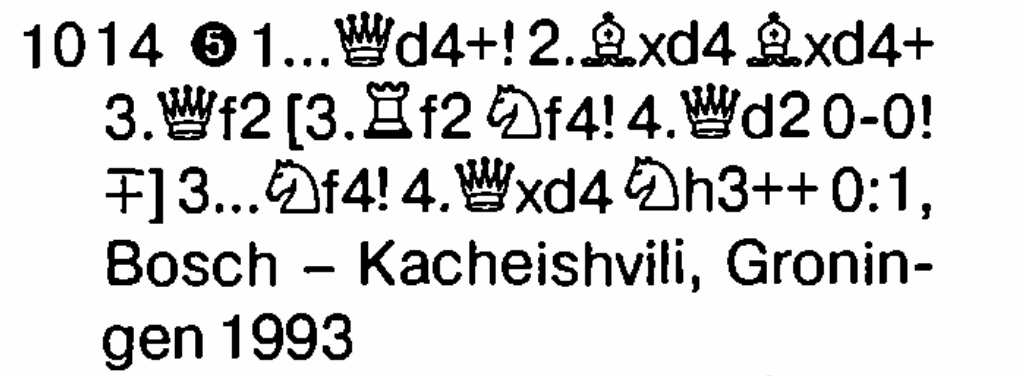 1014 ❺ 1...♕d4+! 2.♗xd4 ♗xd4+
3.♕f2 [3.♖f2 ♘f4! 4.♕d2 0-0!
∓] 3...♘f4! 4.♕xd4 ♘h3++ 0:1,
Bosch – Kacheishvili, Gronin-
gen 1993